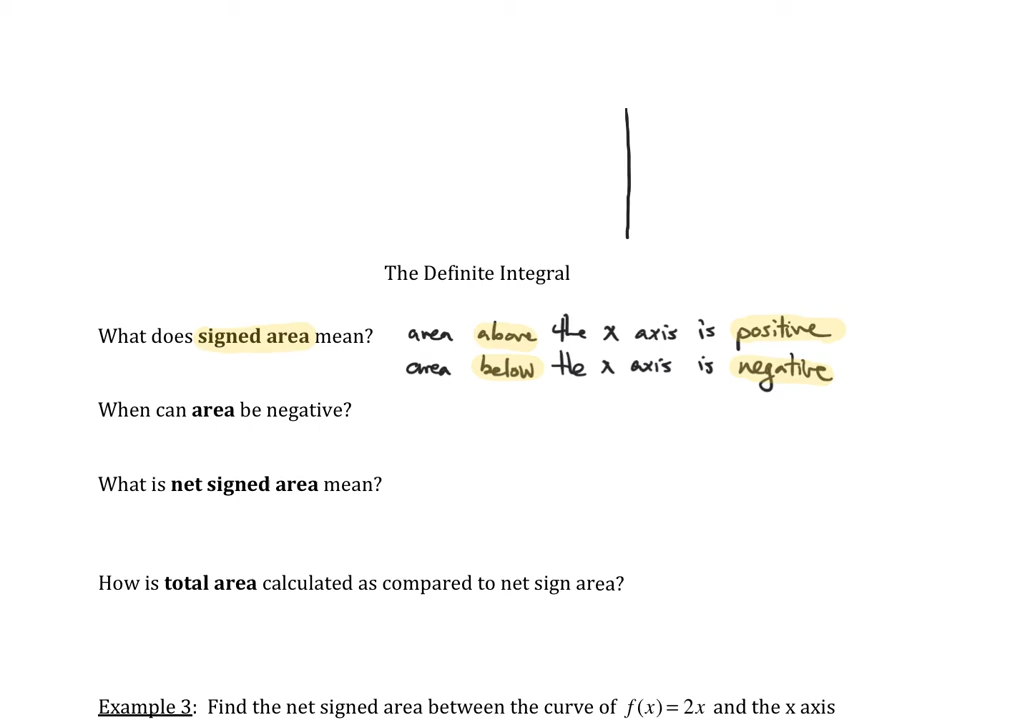 The Definite Integral
What does signed area mean? area above the x axis is positive
area below the x axis is negative
When can area be negative?
What is net signed area mean?
How is total area calculated as compared to net sign area?
Example 3: Find the net signed area between the curve of f(x) = 2x and the x axis